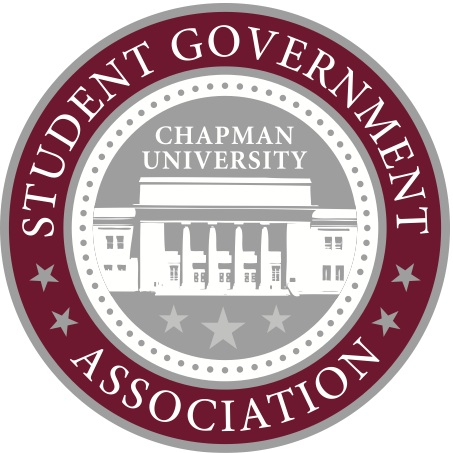 STUDENT GOVERNMENT
CHAPMAN
UNIVERSITY
ASSOCIATION